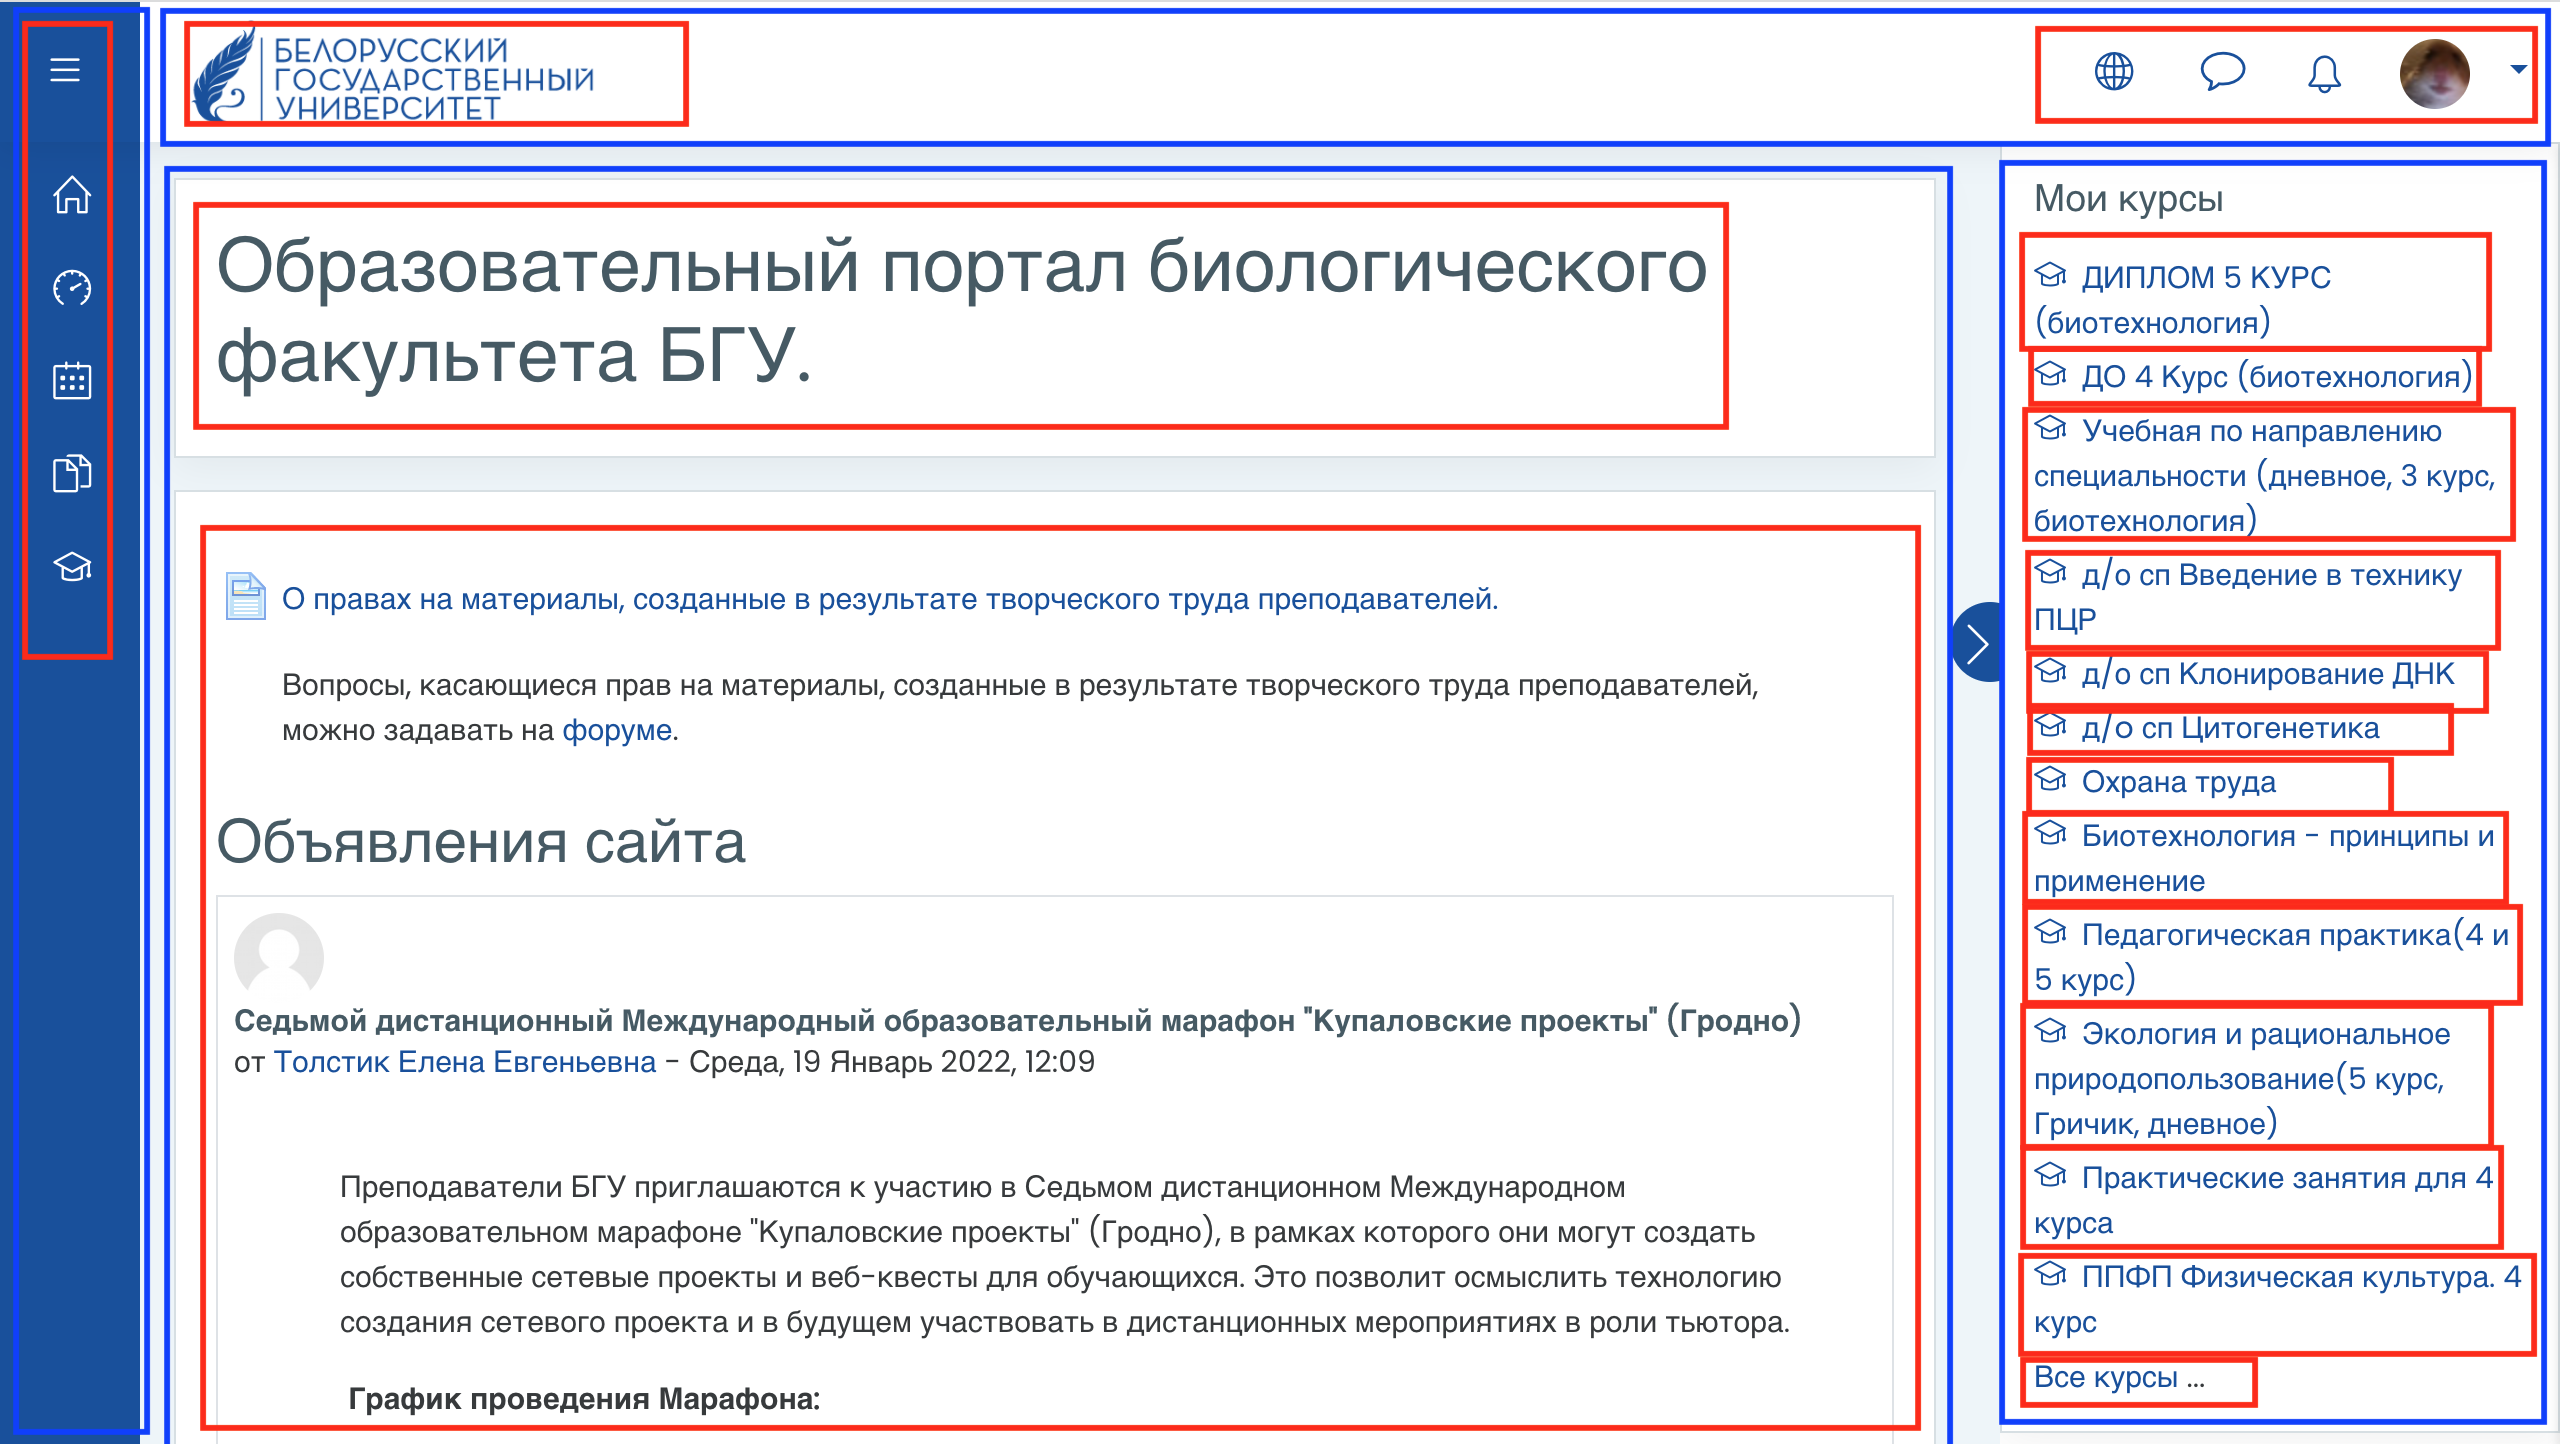 БЕЛОРУССКИЙ
ГОСУДАРСТВЕННЫЙ
УНИВЕРСИТЕТ
Образовательный портал биологического
факультета БГУ.
О правах на материалы, созданные в результате творческого труда преподавателей.
Вопросы, касающиеся прав на материалы, созданные в результате творческого труда преподавателей,
можно задавать на форуме.
Объявления сайта
Седьмой дистанционный Международный образовательный марафон "Купаловские проекты" (Гродно)
от Толстик Елена Евгеньевна - Среда, 19 Январь 2022, 12:09
Преподаватели БГУ приглашаются к участию в Седьмом дистанционном Международном
образовательном марафоне "Купаловские проекты" (Гродно), в рамках которого они могут создать
собственные сетевые проекты и веб-квесты для обучающихся. Это позволит осмыслить технологию
создания сетевого проекта и в будущем участвовать в дистанционных мероприятиях в роли тьютора.
График проведения Марафона:
Мои курсы
ДИПЛОМ 5 КУРС
(биотехнология)
ДО 4 Курс (биотехнология)
Учебная по направлению
специальности (дневное, 3 курс,
биотехнология)
д/о сп Введение в технику
ПЦР
д/о сп Клонирование ДНК
д/о сп Цитогенетика
Охрана труда
Биотехнология - принципы и
применение
Педагогическая практика(4 и
5 курс)
Экология и рациональное
природопользование(5 курс,
Гричик, дневное)
Практические занятия для 4
курса
ППФП Физическая культура. 4
курс
Все курсы ...